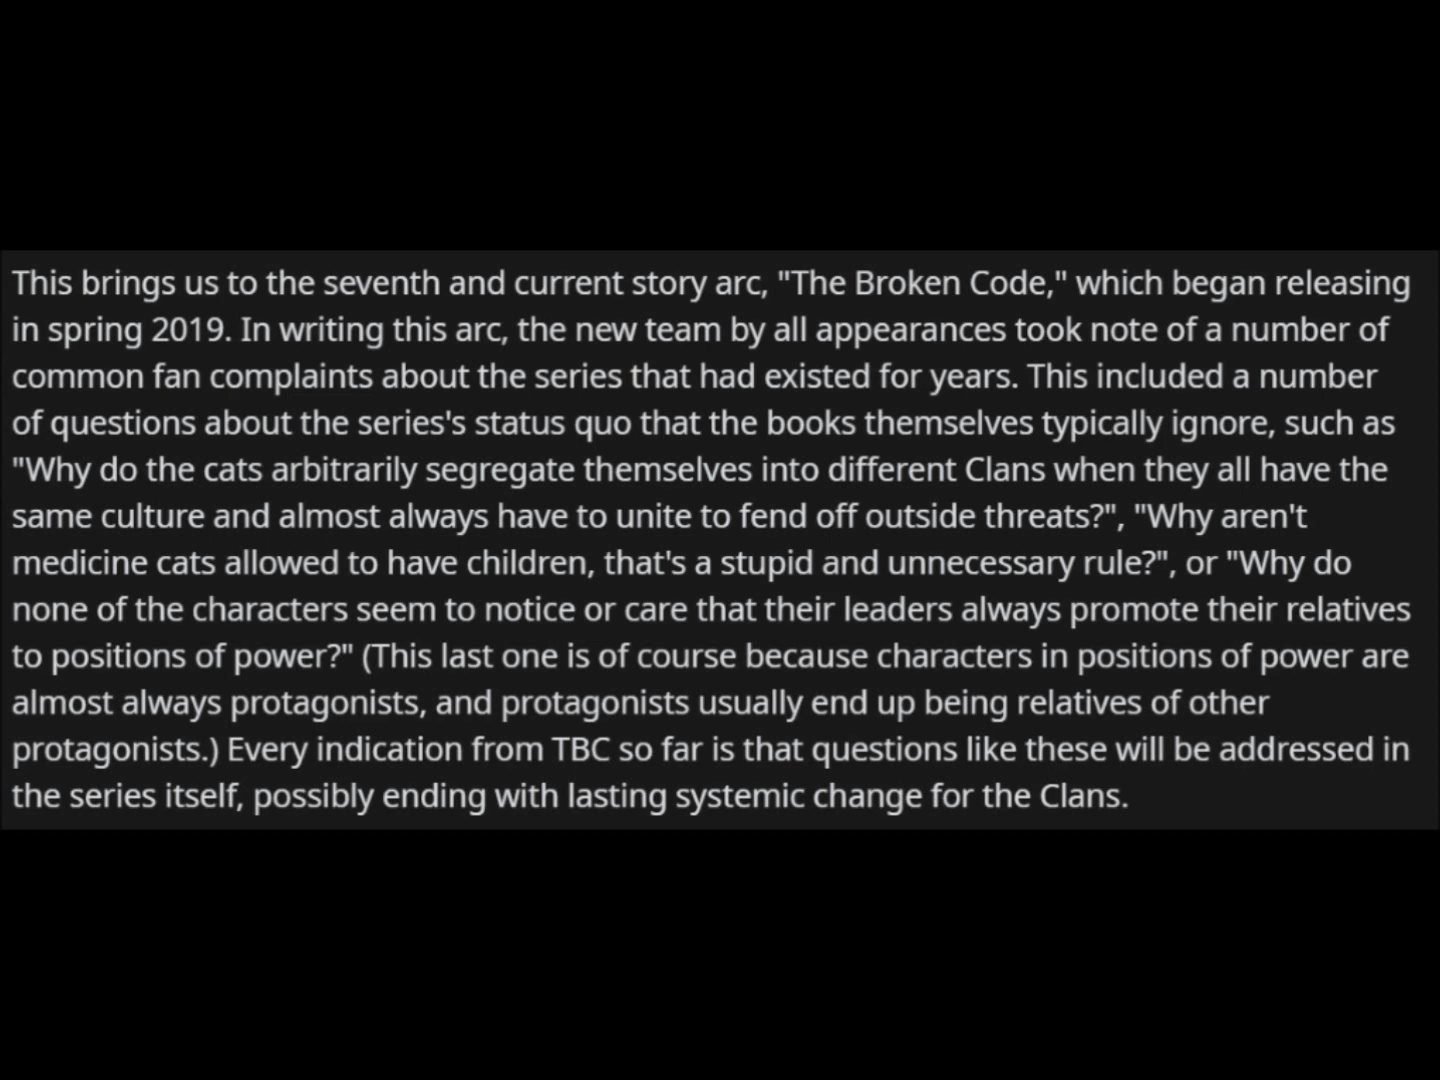 This brings us to the seventh and current story arc, "The Broken Code," which began releasing
in spring 2019. In writing this arc, the new team by all appearances took note of a number of
common fan complaints about the series that had existed for years. This included a number
of questions about the series's status quo that the books themselves typically ignore, such as
"Why do the cats arbitrarily segregate themselves into different Clans when they all have the
same culture and almost always have to unite to fend off outside threats?", "Why aren't
medicine cats allowed to have children, that's a stupid and unnecessary rule?", or "Why do
none of the characters seem to notice or care that their leaders always promote their relatives
to positions of power?" (This last one is of course because characters in positions of power are
almost always protagonists, and protagonists usually end up being relatives of other
protagonists.) Every indication from TBC so far is that questions like these will be addressed in
the series itself, possibly ending with lasting systemic change for the Clans.